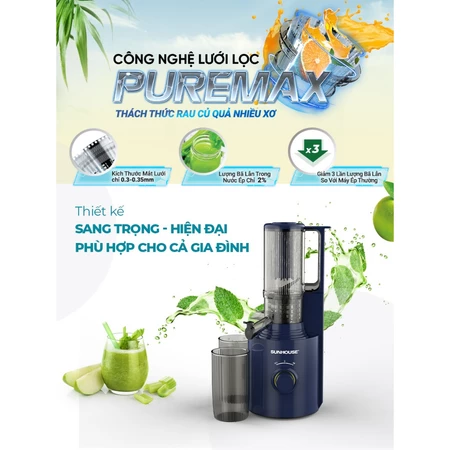 CÔNG NGHỆ LƯỚI LỌC
PUREMAX
THÁCH THỨC RAU CỦ QUẢ NHIỀU XƠ
Kích Thước Mắt Lưới
chỉ 0.3-0.35mm
Lượng Bã Lẫn Trong
Nước Ép Chỉ 2%
x3
Giảm 3 Lần Lượng Bã Lẫn
So Với Máy Ép Thường
Thiết kế
SANG TRỌNG - HIỆN ĐẠI
PHÙ HỢP CHO CẢ GIA ĐÌNH
SUNHOUSE